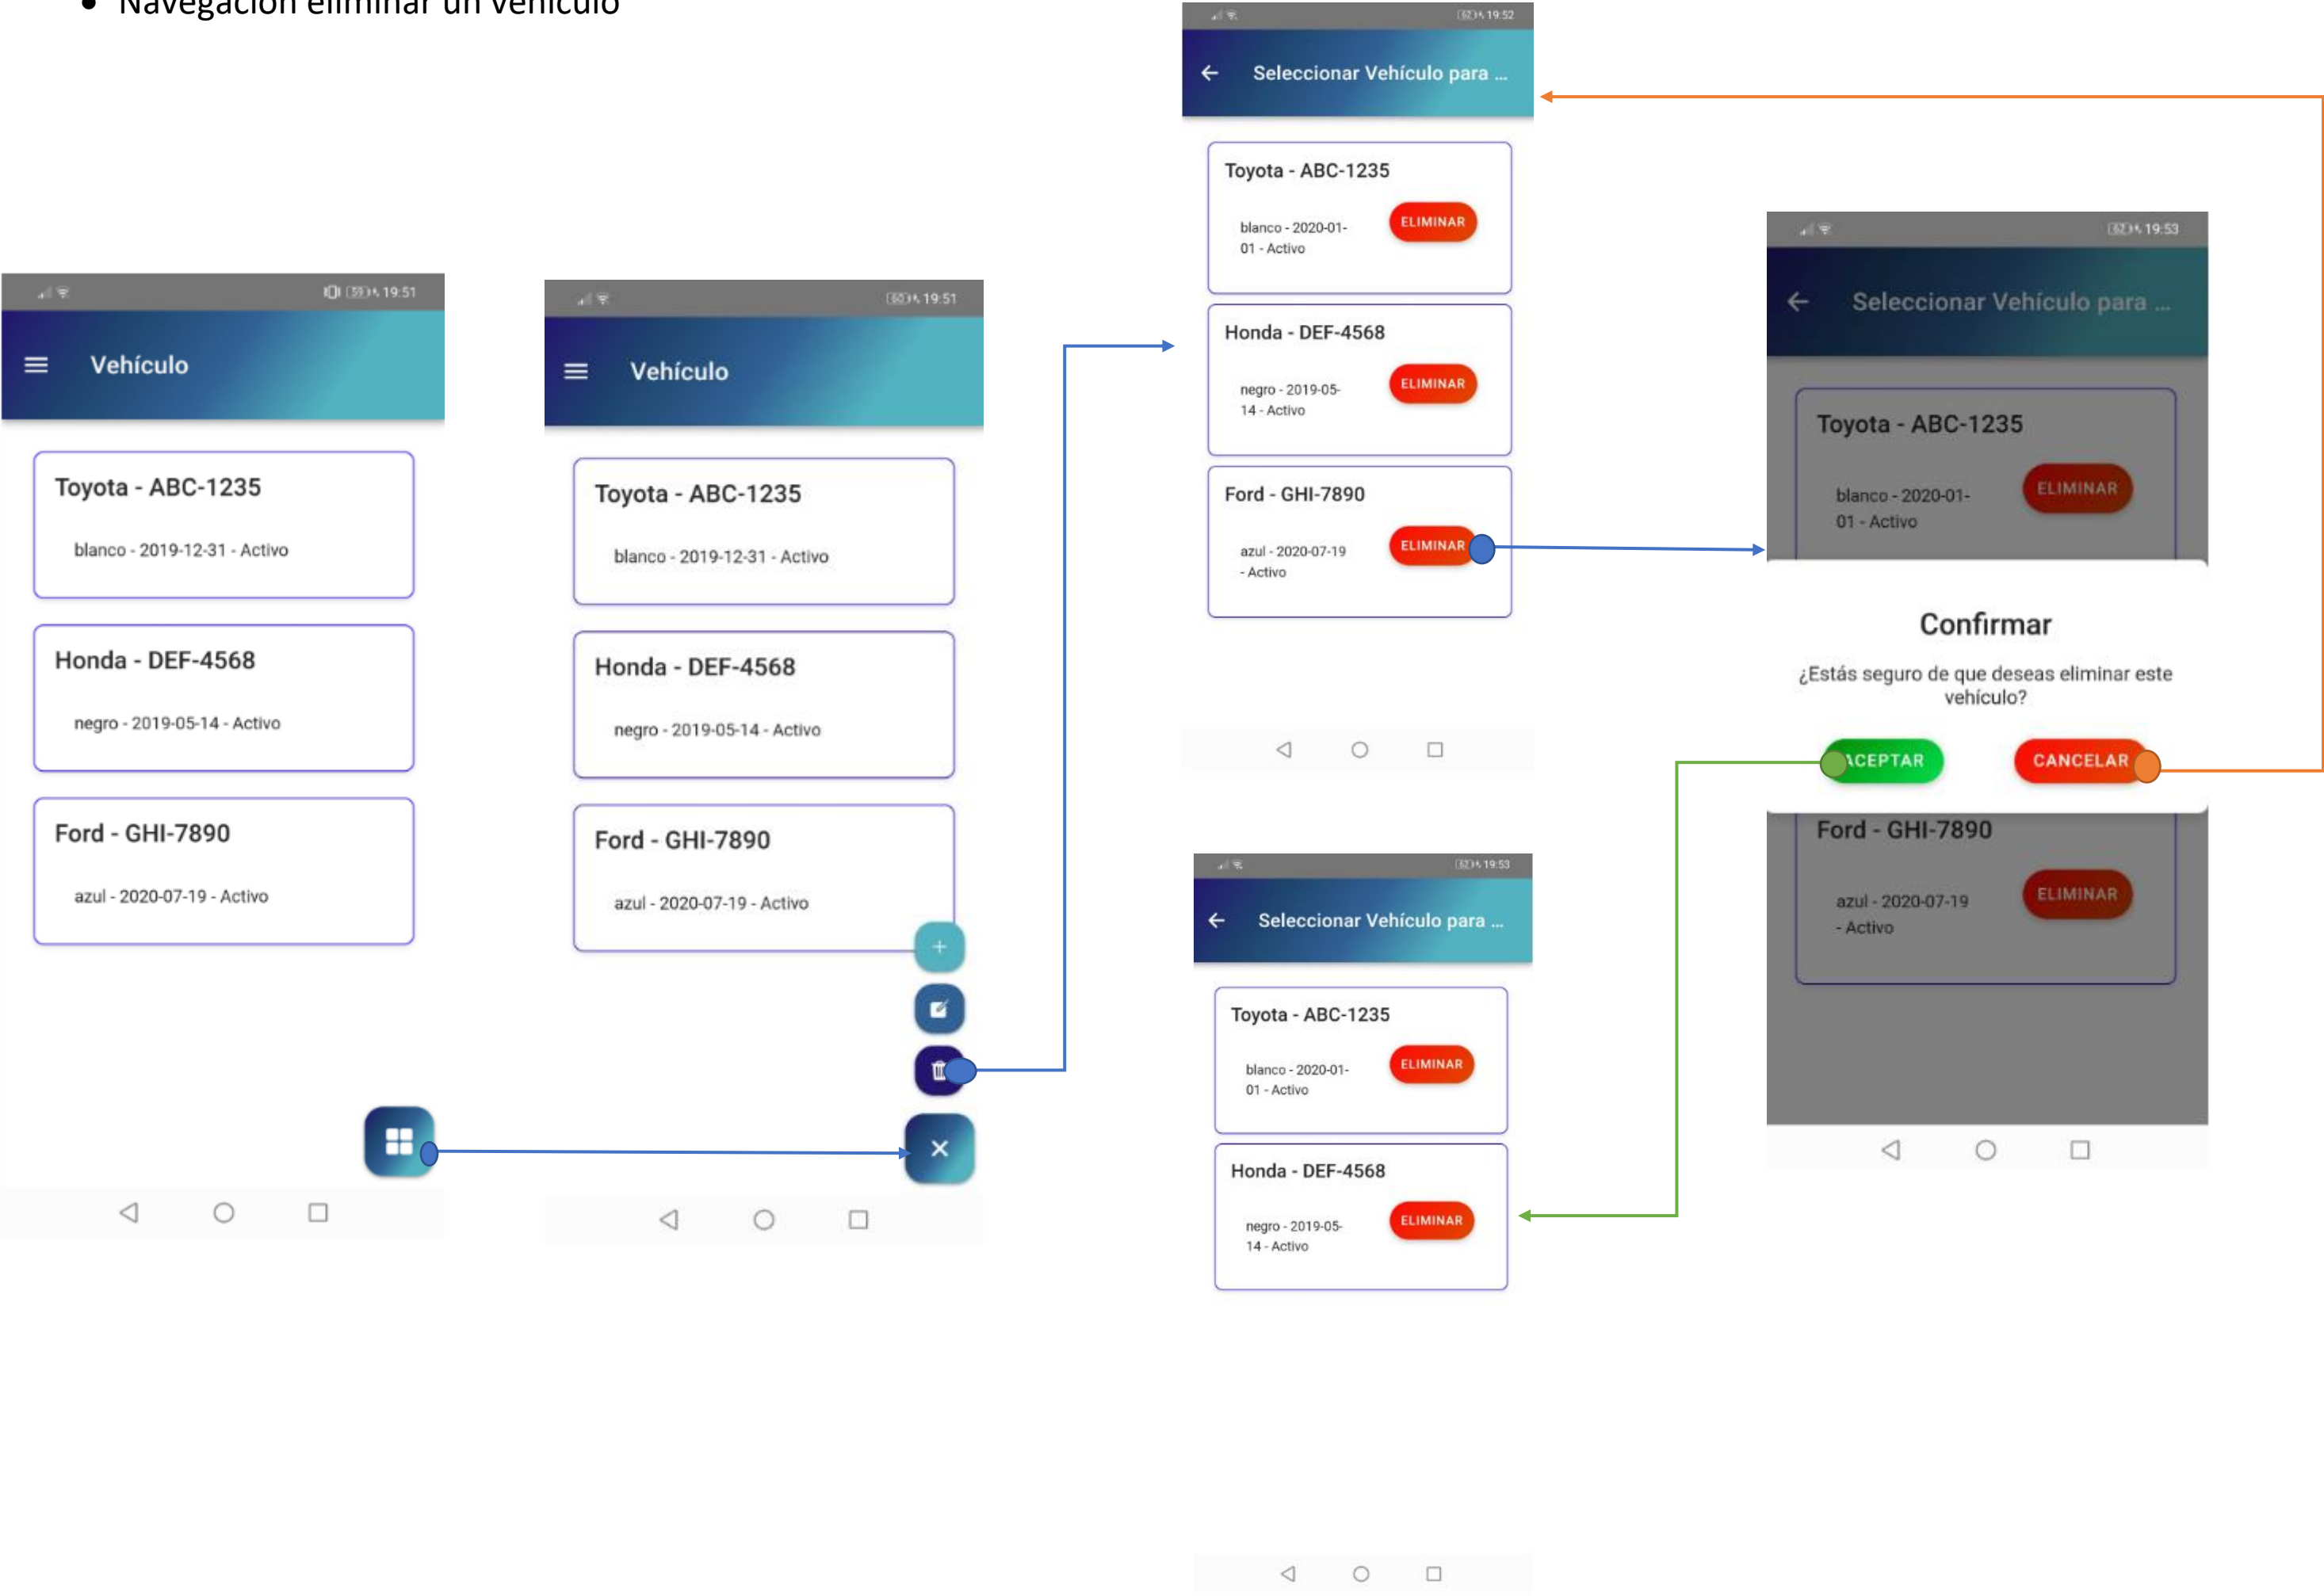 Navegación eliminar un vehículo
59 19:51
Vehículo
Toyota - ABC-1235
blanco - 2019-12-31 - Activo
Honda - DEF-4568
negro - 2019-05-14 - Activo
Ford - GHI-7890
azul - 2020-07-19 - Activo
60 19:51
Vehículo
Toyota - ABC-1235
blanco - 2019-12-31 - Activo
Honda - DEF-4568
negro - 2019-05-14 - Activo
Ford - GHI-7890
azul - 2020-07-19 - Activo
62 19:52
Seleccionar Vehículo para ...
Toyota - ABC-1235
ELIMINAR
blanco - 2020-01-
01 - Activo
Honda - DEF-4568
ELIMINAR
negro - 2019-05-
14 - Activo
Ford - GHI-7890
ELIMINAR
azul - 2020-07-19
- Activo
62 19:53
Seleccionar Vehículo para ...
Toyota - ABC-1235
ELIMINAR
blanco - 2020-01-
01 - Activo
Confirmar
¿Estás seguro de que deseas eliminar este
vehículo?
ACEPTAR CANCELAR
Ford - GHI-7890
ELIMINAR
azul - 2020-07-19
- Activo
62 19:53
Seleccionar Vehículo para ...
Toyota - ABC-1235
ELIMINAR
blanco - 2020-01-
01 - Activo
Honda - DEF-4568
ELIMINAR
negro - 2019-05-
14 - Activo